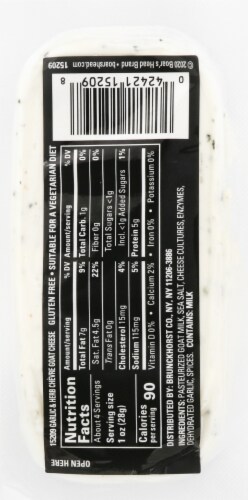 OPEN HERE
15209 GARLIC & HERB CHÈVRE GOAT CHEESE GLUTEN FREE • SUITABLE FOR A VEGETARIAN DIET
Nutrition
Facts
About 4 Servings
Serving size
1 oz (28g)
Calories
per serving 90
Amount/serving % DV
Total Fat 7g 9%
Sat. Fat 4.5g 22%
Trans Fat 0g
Cholesterol 15mg 4%
Sodium 115mg 5%
Amount/serving % DV
Total Carb. 1g 0%
Fiber 0g 0%
Total Sugars <1g
Incl. <1g Added Sugars 1%
Protein 5g
Vitamin D 0% • Calcium 2% • Iron 0% • Potassium 0%
DISTRIBUTED BY: BRUNCKHORST CO., NY, NY 11206-3886
INGREDIENTS: PASTEURIZED GOAT MILK, SEA SALT, CHEESE CULTURES, ENZYMES,
DEHYDRATED GARLIC, SPICES. CONTAINS: MILK
0 42421 15209 8
© 2020 Boar's Head Brand • boarshead.com 15209